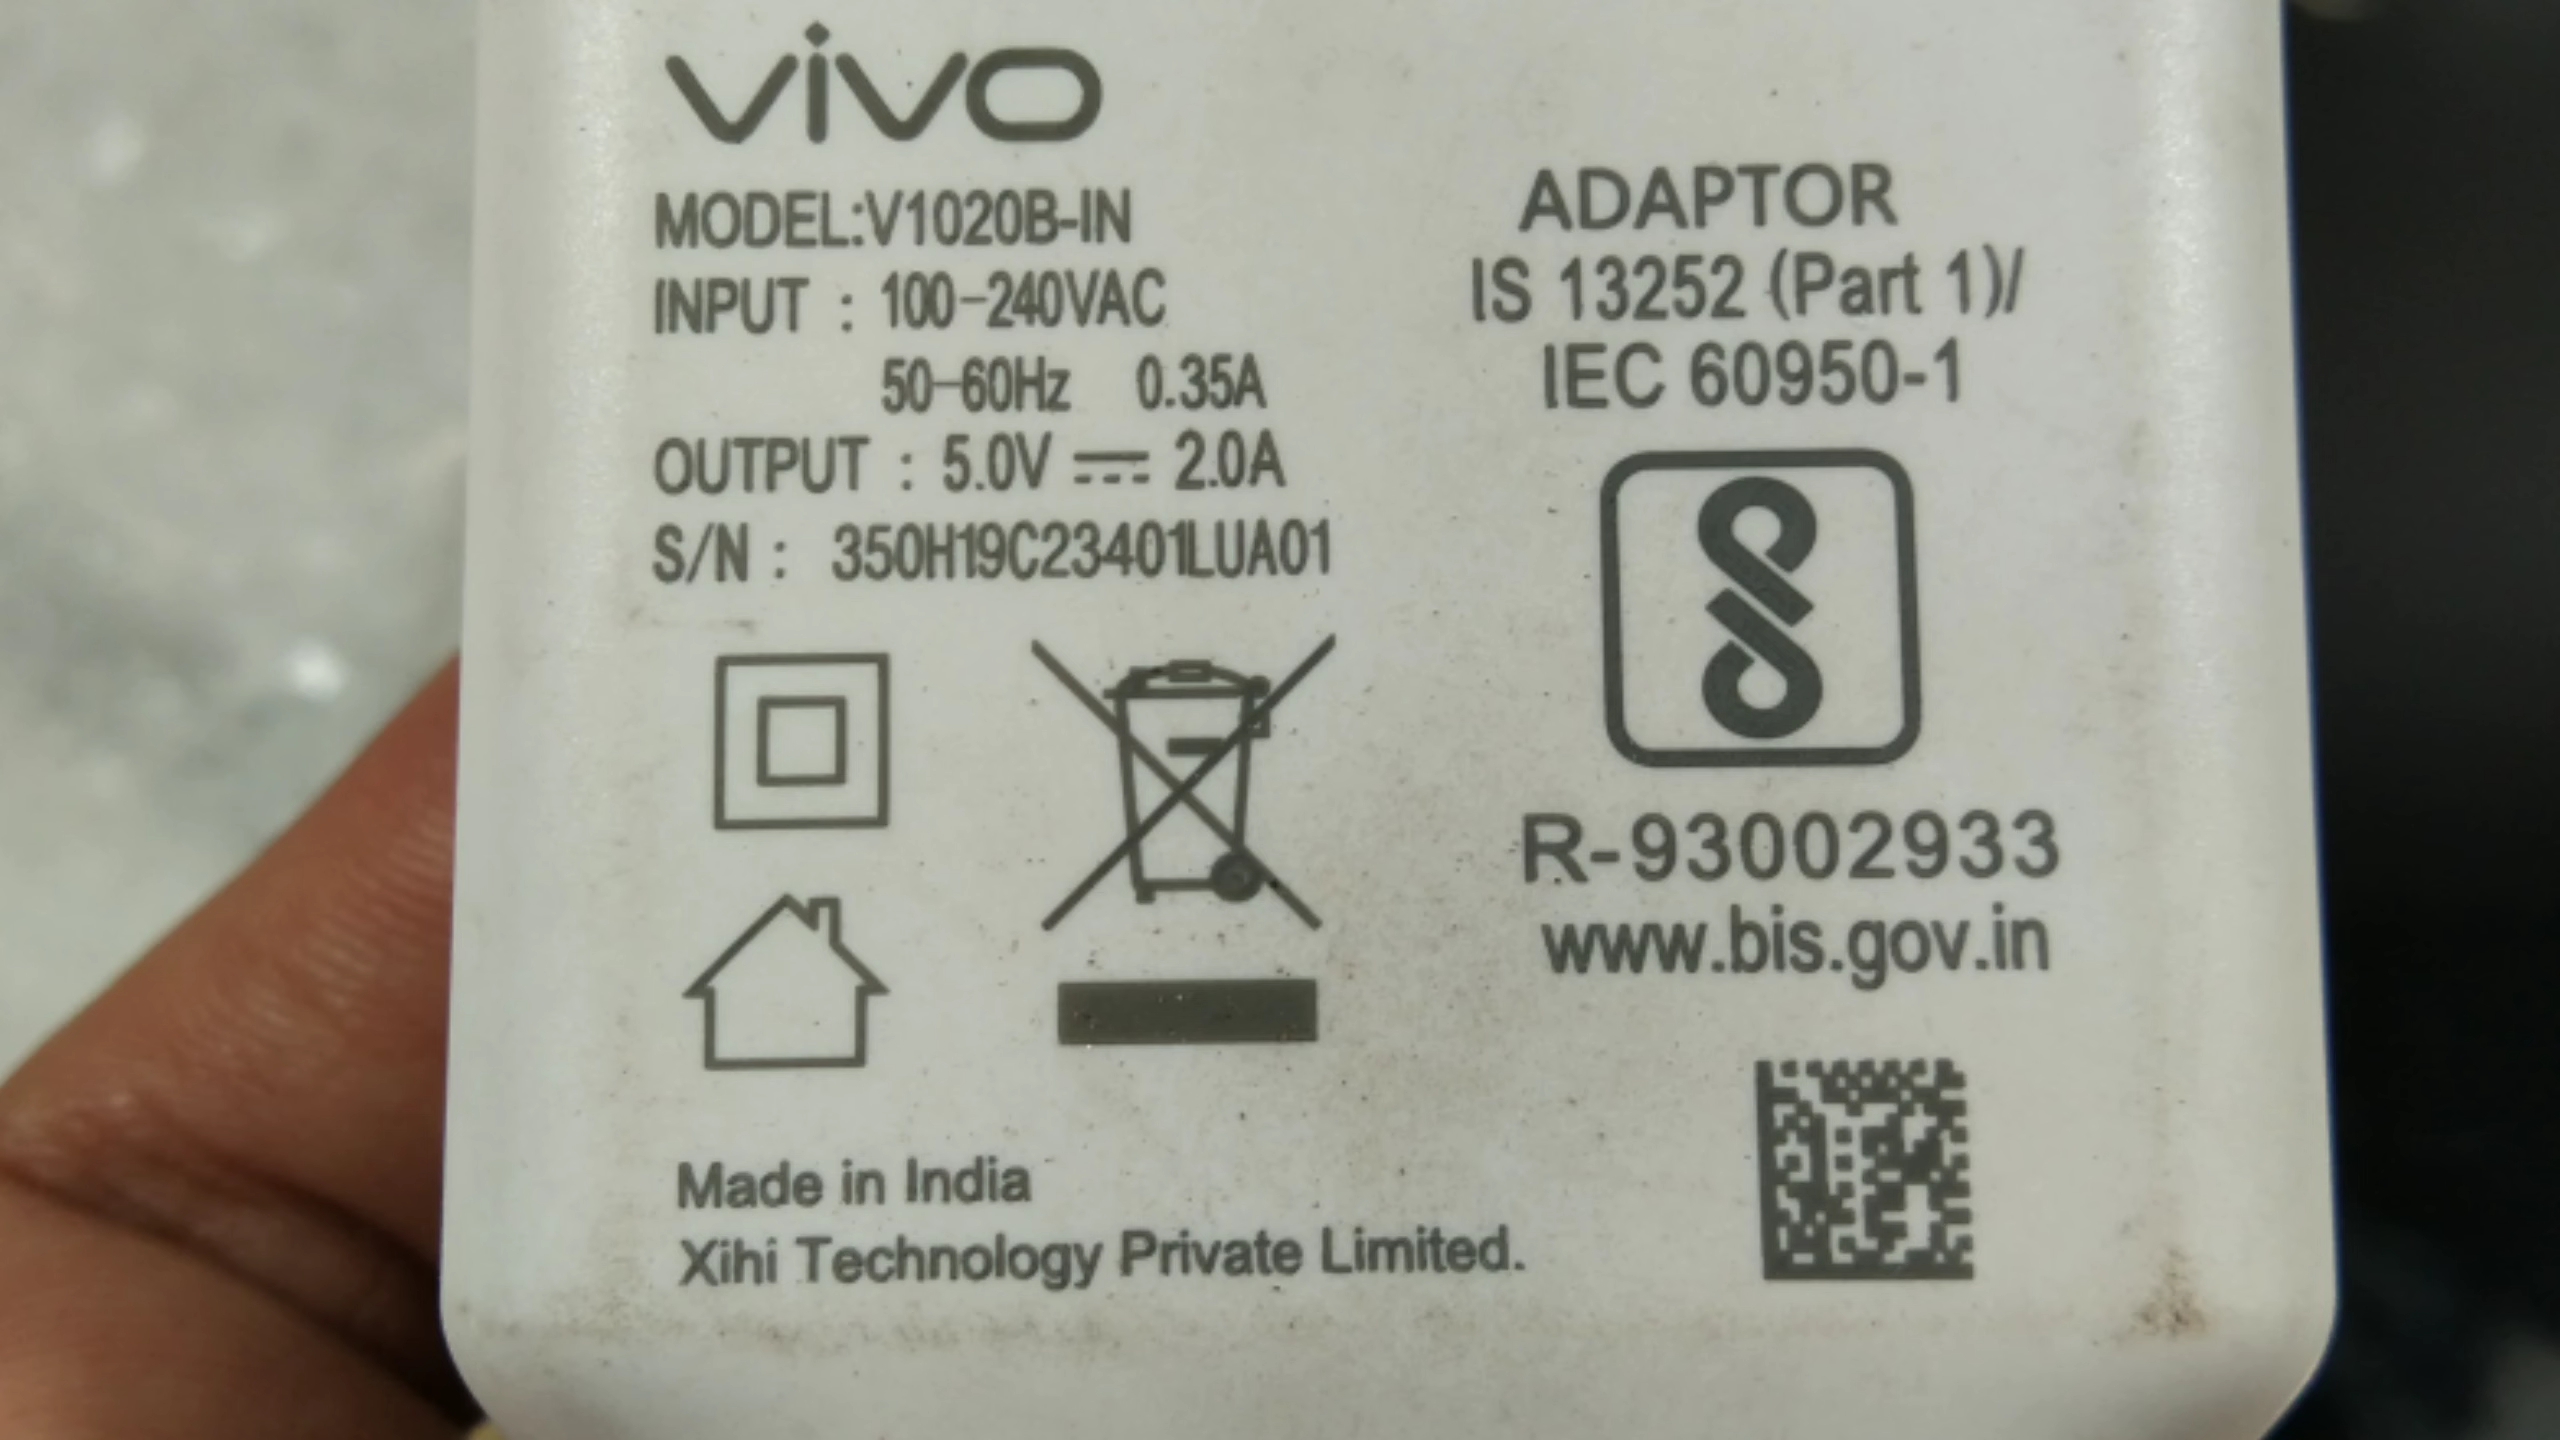 vivo
MODEL:V1020B-IN
INPUT : 100-240VAC
50-60Hz 0.35A
OUTPUT : 5.0V ⎓ 2.0A
S/N : 350H19C23401LUA01
ADAPTOR
IS 13252 (Part 1)/
IEC 60950-1
R-93002933
www.bis.gov.in
Made in India
Xihi Technology Private Limited.